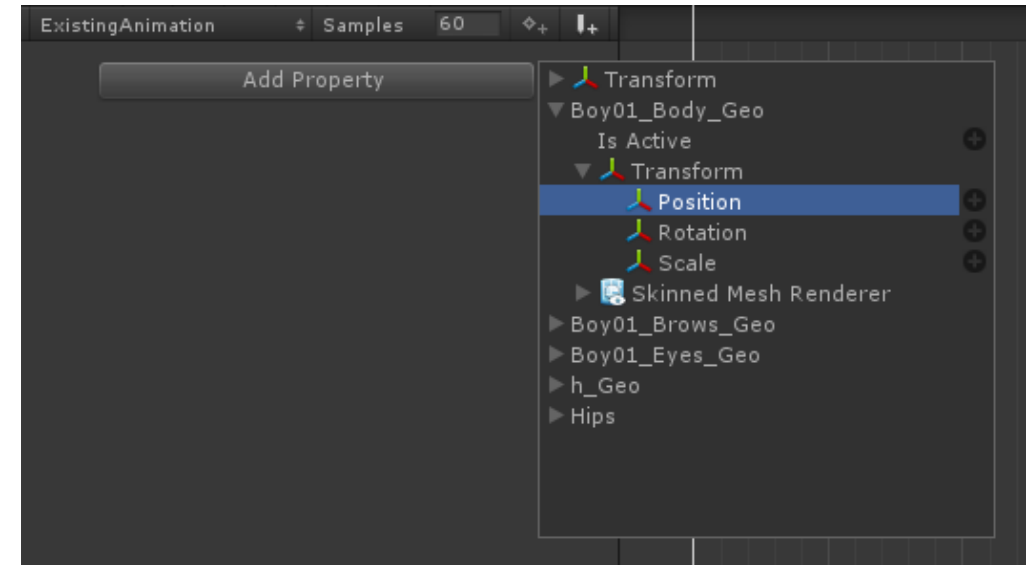 ExistingAnimation Samples 60
Add Property
Transform
Boy01_Body_Geo
Is Active
Transform
Position
Rotation
Scale
Skinned Mesh Renderer
Boy01_Brows_Geo
Boy01_Eyes_Geo
h_Geo
Hips